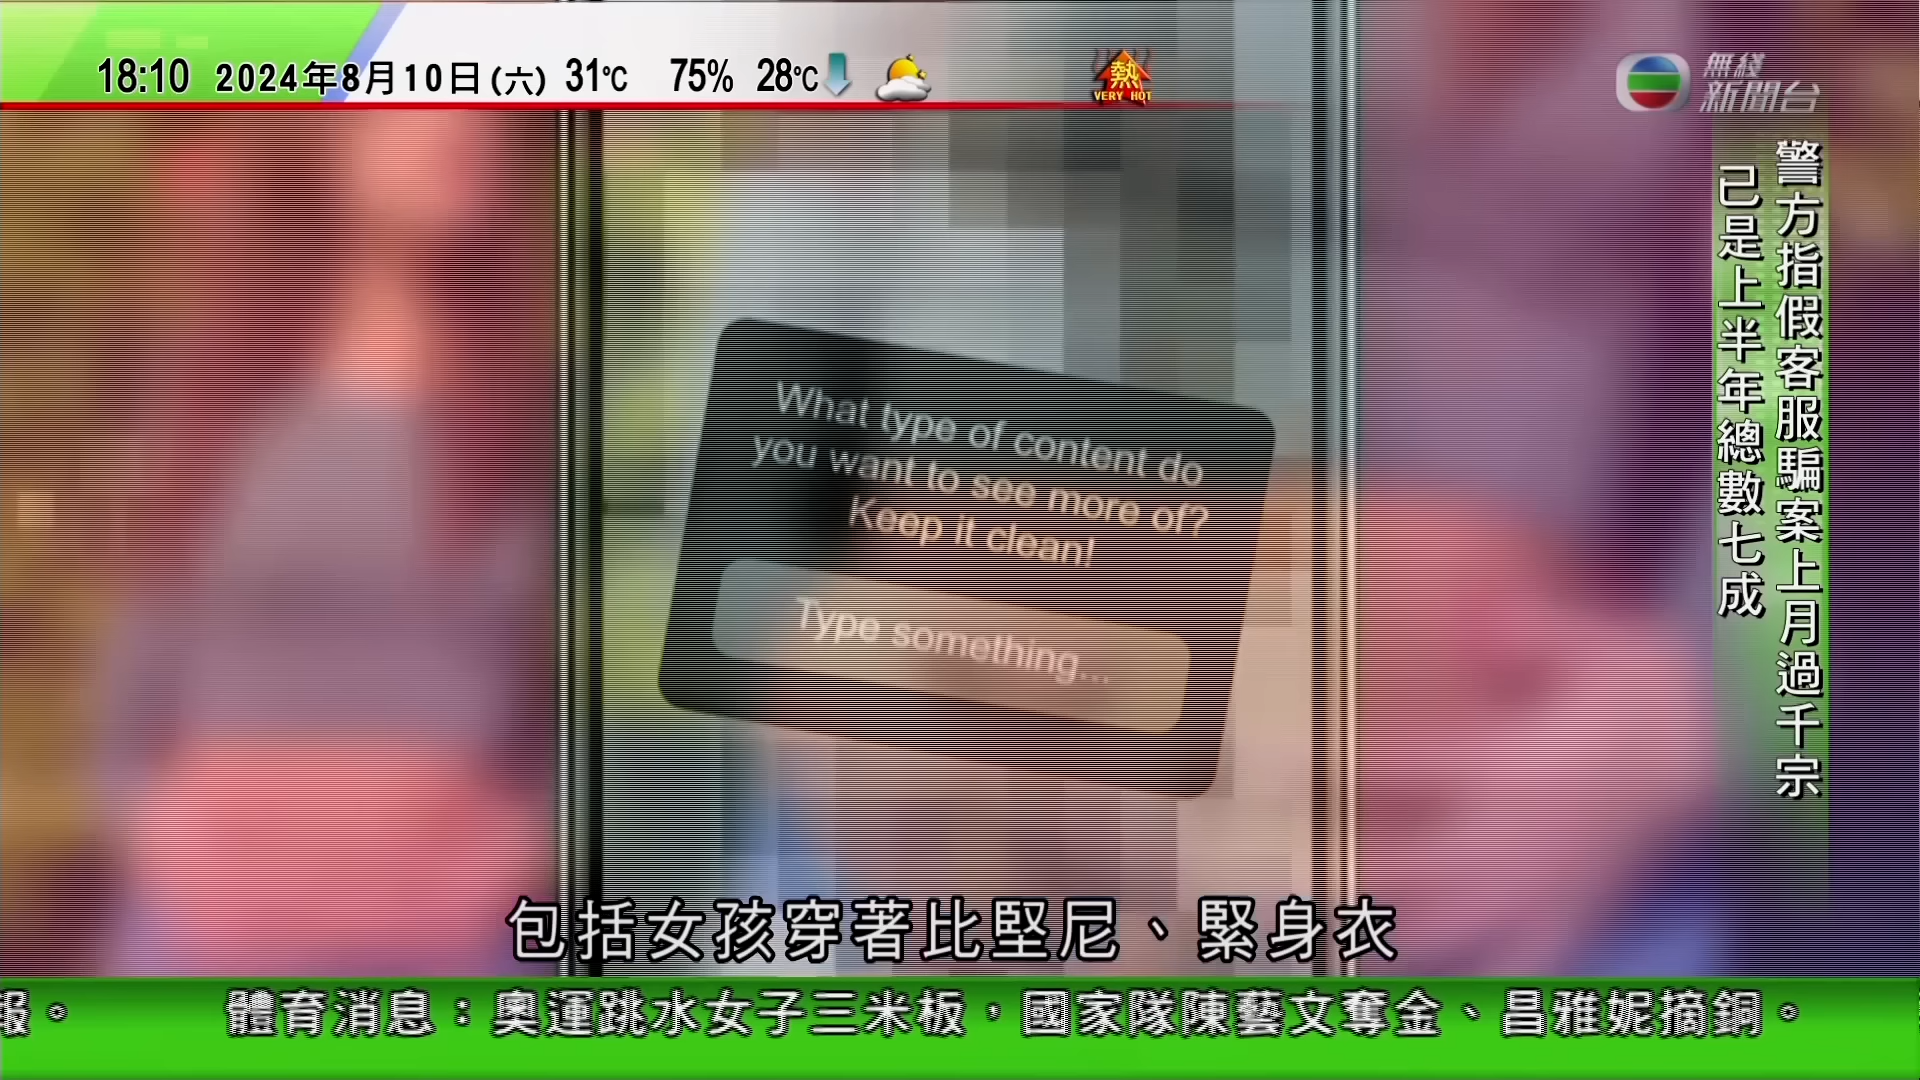 18:10 2024年8月10日(六) 31℃ 75% 28℃
熱
VERY HOT
無綫
新聞台
警方指假客服騙案上月過千宗
已是上半年總數七成
What type of content do
you want to see more of?
Keep it clean!
Type something...
包括女孩穿著比堅尼、緊身衣
報。 體育消息：奧運跳水女子三米板，國家隊陳藝文奪金、昌雅妮摘銅。